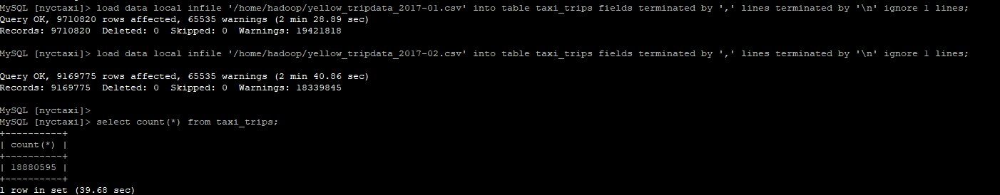 MySQL [nyctaxi]> load data local infile '/home/hadoop/yellow_tripdata_2017-01.csv' into table taxi_trips fields terminated by ',' lines terminated by '\n' ignore 1 lines;
Query OK, 9710820 rows affected, 65535 warnings (2 min 28.89 sec)
Records: 9710820  Deleted: 0  Skipped: 0  Warnings: 19421818
MySQL [nyctaxi]> load data local infile '/home/hadoop/yellow_tripdata_2017-02.csv' into table taxi_trips fields terminated by ',' lines terminated by '\n' ignore 1 lines;
Query OK, 9169775 rows affected, 65535 warnings (2 min 40.86 sec)
Records: 9169775  Deleted: 0  Skipped: 0  Warnings: 18339845
MySQL [nyctaxi]>
MySQL [nyctaxi]> select count(*) from taxi_trips;
+----------+
| count(*) |
+----------+
| 18880595 |
+----------+
1 row in set (39.68 sec)